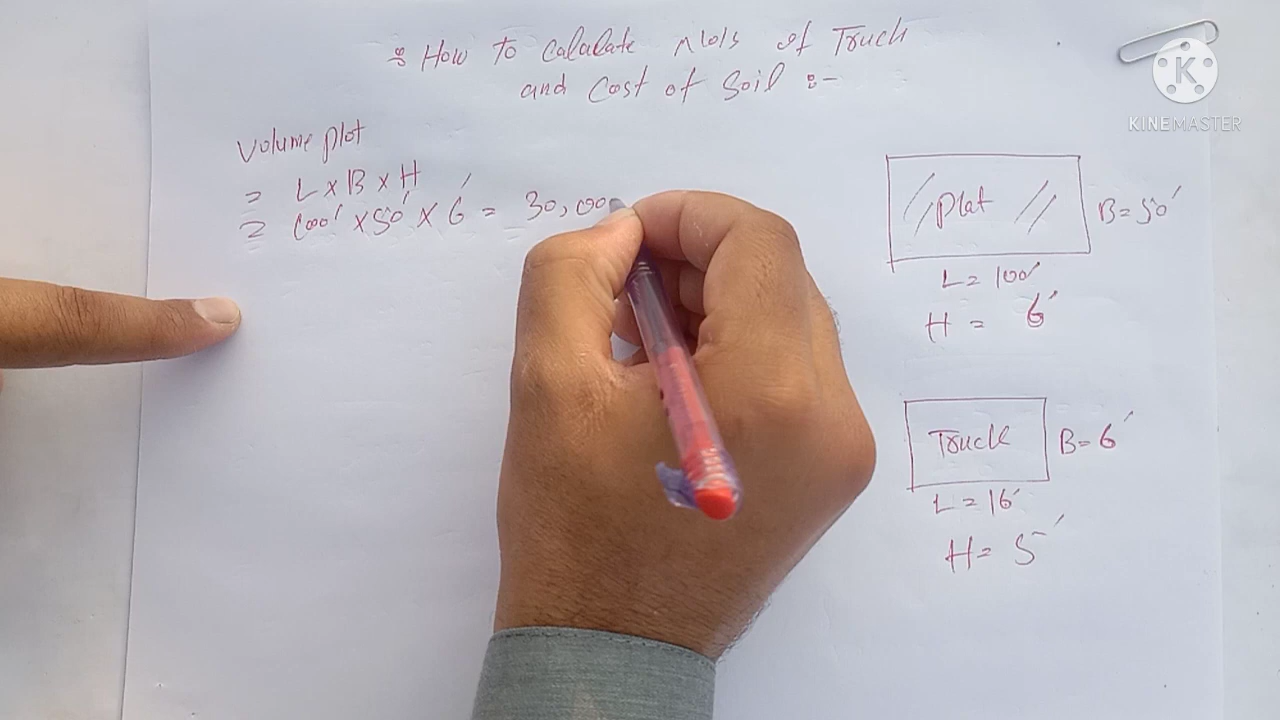 How to Calculate Nos of Truck
and Cost of Soil :-
Volume plot
= L x B x H
= 100' x 50' x 6' = 30,000
Plot
B = 50'
L = 100'
H = 6'
Truck
B = 6'
L = 16'
H = 5'
KINEMASTER